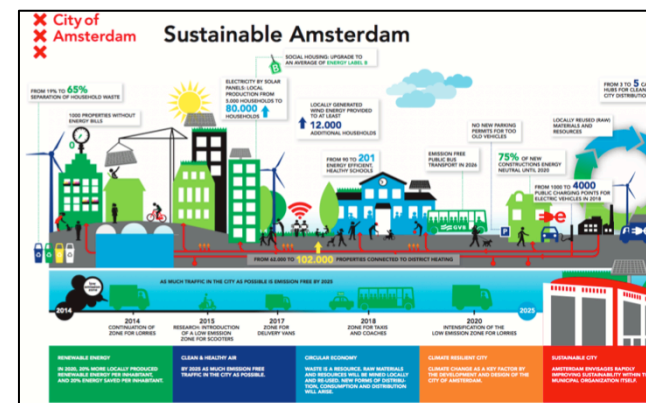 City of
Amsterdam
Sustainable Amsterdam
SOCIAL HOUSING: UPGRADE TO
AN AVERAGE OF ENERGY LABEL B
B
FROM 19% TO 65%
SEPARATION OF HOUSEHOLD WASTE
1000 PROPERTIES WITHOUT
ENERGY BILLS
0
ELECTRICITY BY SOLAR
PANELS: LOCAL
PRODUCTION FROM
5.000 HOUSEHOLDS TO
80.000
HOUSEHOLDS
LOCALLY GENERATED
WIND ENERGY PROVIDED
TO AT LEAST
12.000
ADDITIONAL HOUSEHOLDS
FROM 90 TO 201
ENERGY EFFICIENT,
HEALTHY SCHOOLS
EMISSION FREE
PUBLIC BUS
TRANSPORT IN 2026
NO NEW PARKING
PERMITS FOR TOO
OLD VEHICLES
75% OF NEW
CONSTRUCTIONS ENERGY
NEUTRAL UNTIL 2020
FROM 3 TO 5 CA
HUBS FOR CLEAN
CITY DISTRIBUTIO
LOCALLY REUSED (RAW)
MATERIALS AND
RESOURCES
FROM 1000 TO 4000
PUBLIC CHARGING POINTS FOR
ELECTRIC VEHICLES IN 2018
GVB
P
e
FROM 62.000 TO 102.000 PROPERTIES CONNECTED TO DISTRICT HEATING
low
emission
zone
AS MUCH TRAFFIC IN THE CITY AS POSSIBLE IS EMISSION FREE BY 2025
2014
2025
2014
CONTINUATION OF
ZONE FOR LORRIES
2015
RESEARCH: INTRODUCTION
OF A LOW EMISSION
ZONE FOR SCOOTERS
2017
ZONE FOR
DELIVERY VANS
2018
ZONE FOR TAXIS
AND COACHES
2020
INTENSIFICATION OF THE
LOW EMISSION ZONE FOR LORRIES
RENEWABLE ENERGY
IN 2020, 20% MORE LOCALLY PRODUCED
RENEWABLE ENERGY PER INHABITANT,
AND 20% ENERGY SAVED PER INHABITANT.
CLEAN & HEALTHY AIR
BY 2025 AS MUCH EMISSION FREE
TRAFFIC IN THE CITY AS POSSIBLE.
CIRCULAR ECONOMY
WASTE IS A RESOURCE. RAW MATERIALS
AND RESOURCES WILL BE MINED LOCALLY
AND RE-USED. NEW FORMS OF DISTRIBU-
TION, CONSUMPTION AND DISTRIBUTION
WILL ARISE.
CLIMATE RESILIENT CITY
CLIMATE CHANGE AS A KEY FACTOR BY
THE DEVELOPMENT AND DESIGN OF THE
CITY OF AMSTERDAM.
SUSTAINABLE CITY
AMSTERDAM ENVISAGES RAPIDLY
IMPROVING SUSTAINABILITY WITHIN T
MUNICIPAL ORGANIZATION ITSELF.